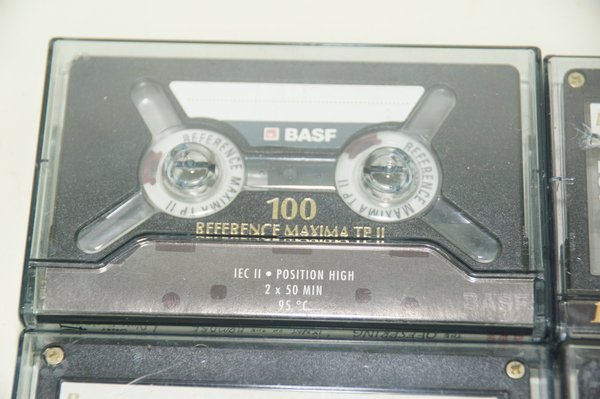 BASF
REFERENCE MAXIMA TP II
REFERENCE MAXIMA TP II
100
REFERENCE MAXIMA TP II
IEC II • POSITION HIGH
2 x 50 MIN
95 °C
BASF